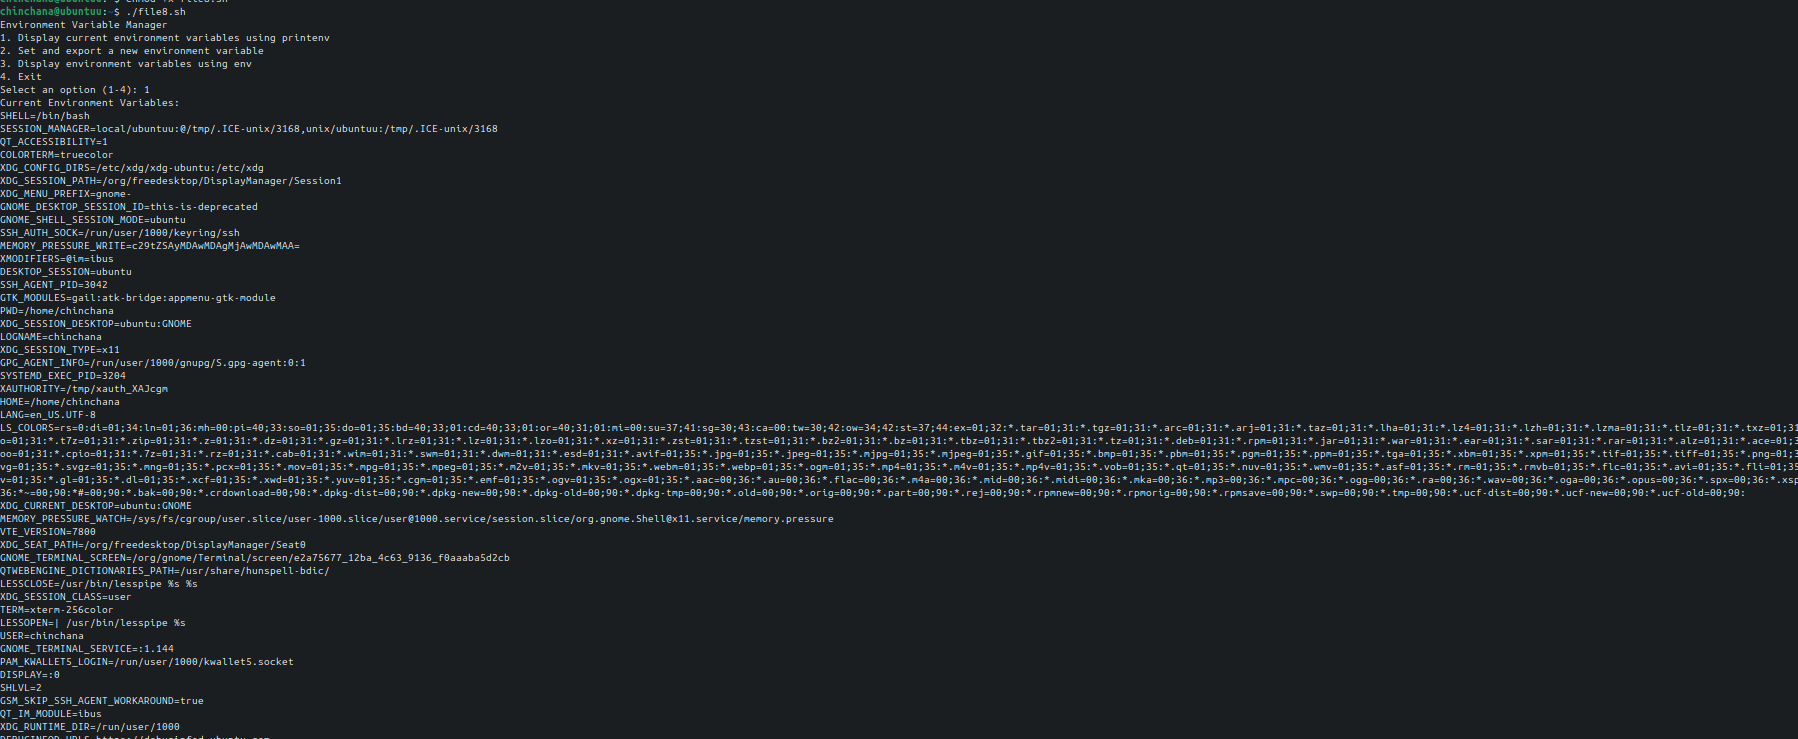 chinchana@ubuntuu:~$ chmod +x file8.sh
chinchana@ubuntuu:~$ ./file8.sh
Environment Variable Manager
1. Display current environment variables using printenv
2. Set and export a new environment variable
3. Display environment variables using env
4. Exit
Select an option (1-4): 1
Current Environment Variables:
SHELL=/bin/bash
SESSION_MANAGER=local/ubuntuu:@/tmp/.ICE-unix/3168,unix/ubuntuu:/tmp/.ICE-unix/3168
QT_ACCESSIBILITY=1
COLORTERM=truecolor
XDG_CONFIG_DIRS=/etc/xdg/xdg-ubuntu:/etc/xdg
XDG_SESSION_PATH=/org/freedesktop/DisplayManager/Session1
XDG_MENU_PREFIX=gnome-
GNOME_DESKTOP_SESSION_ID=this-is-deprecated
GNOME_SHELL_SESSION_MODE=ubuntu
SSH_AUTH_SOCK=/run/user/1000/keyring/ssh
MEMORY_PRESSURE_WRITE=c29tZSAyMDAwMDAgMjAwMDAwMAA=
XMODIFIERS=@im=ibus
DESKTOP_SESSION=ubuntu
SSH_AGENT_PID=3042
GTK_MODULES=gail:atk-bridge:appmenu-gtk-module
PWD=/home/chinchana
XDG_SESSION_DESKTOP=ubuntu:GNOME
LOGNAME=chinchana
XDG_SESSION_TYPE=x11
GPG_AGENT_INFO=/run/user/1000/gnupg/S.gpg-agent:0:1
SYSTEMD_EXEC_PID=3204
XAUTHORITY=/tmp/xauth_XAJcgm
HOME=/home/chinchana
LANG=en_US.UTF-8
LS_COLORS=rs=0:di=01;34:ln=01;36:mh=00:pi=40;33:so=01;35:do=01;35:bd=40;33;01:cd=40;33;01:or=40;31;01:mi=00:su=37;41:sg=30;43:ca=00:tw=30;42:ow=34;42:st=37;44:ex=01;32:*.tar=01;31:*.tgz=01;31:*.arc=01;31:*.arj=01;31:*.taz=01;31:*.lha=01;31:*.lz4=01;31:*.lzh=01;31:*.lzma=01;31:*.tlz=01;31:*.txz=01;31
o=01;31:*.t7z=01;31:*.zip=01;31:*.z=01;31:*.dz=01;31:*.gz=01;31:*.lrz=01;31:*.lz=01;31:*.lzo=01;31:*.xz=01;31:*.zst=01;31:*.tzst=01;31:*.bz2=01;31:*.bz=01;31:*.tbz=01;31:*.tbz2=01;31:*.tz=01;31:*.deb=01;31:*.rpm=01;31:*.jar=01;31:*.war=01;31:*.ear=01;31:*.sar=01;31:*.rar=01;31:*.alz=01;31:*.ace=01;3
oo=01;31:*.cpio=01;31:*.7z=01;31:*.rz=01;31:*.cab=01;31:*.wim=01;31:*.swm=01;31:*.dwm=01;31:*.esd=01;31:*.avif=01;35:*.jpg=01;35:*.jpeg=01;35:*.mjpg=01;35:*.mjpeg=01;35:*.gif=01;35:*.bmp=01;35:*.pbm=01;35:*.pgm=01;35:*.ppm=01;35:*.tga=01;35:*.xbm=01;35:*.xpm=01;35:*.tif=01;35:*.tiff=01;35:*.png=01;3
vg=01;35:*.svgz=01;35:*.mng=01;35:*.pcx=01;35:*.mov=01;35:*.mpg=01;35:*.mpeg=01;35:*.m2v=01;35:*.mkv=01;35:*.webm=01;35:*.webp=01;35:*.ogm=01;35:*.mp4=01;35:*.m4v=01;35:*.mp4v=01;35:*.vob=01;35:*.qt=01;35:*.nuv=01;35:*.wmv=01;35:*.asf=01;35:*.rm=01;35:*.rmvb=01;35:*.flc=01;35:*.avi=01;35:*.fli=01;35
v=01;35:*.gl=01;35:*.dl=01;35:*.xcf=01;35:*.xwd=01;35:*.yuv=01;35:*.cgm=01;35:*.emf=01;35:*.ogv=01;35:*.ogx=01;35:*.aac=00;36:*.au=00;36:*.flac=00;36:*.m4a=00;36:*.mid=00;36:*.midi=00;36:*.mka=00;36:*.mp3=00;36:*.mpc=00;36:*.ogg=00;36:*.ra=00;36:*.wav=00;36:*.oga=00;36:*.opus=00;36:*.spx=00;36:*.xsp
36:*~=00;90:*#=00;90:*.bak=00;90:*.crdownload=00;90:*.dpkg-dist=00;90:*.dpkg-new=00;90:*.dpkg-old=00;90:*.dpkg-tmp=00;90:*.old=00;90:*.orig=00;90:*.part=00;90:*.rej=00;90:*.rpmnew=00;90:*.rpmorig=00;90:*.rpmsave=00;90:*.swp=00;90:*.tmp=00;90:*.ucf-dist=00;90:*.ucf-new=00;90:*.ucf-old=00;90:
XDG_CURRENT_DESKTOP=ubuntu:GNOME
MEMORY_PRESSURE_WATCH=/sys/fs/cgroup/user.slice/user-1000.slice/user@1000.service/session.slice/org.gnome.Shell@x11.service/memory.pressure
VTE_VERSION=7800
XDG_SEAT_PATH=/org/freedesktop/DisplayManager/Seat0
GNOME_TERMINAL_SCREEN=/org/gnome/Terminal/screen/e2a75677_12ba_4c63_9136_f0aaaba5d2cb
QTWEBENGINE_DICTIONARIES_PATH=/usr/share/hunspell-bdic/
LESSCLOSE=/usr/bin/lesspipe %s %s
XDG_SESSION_CLASS=user
TERM=xterm-256color
LESSOPEN=| /usr/bin/lesspipe %s
USER=chinchana
GNOME_TERMINAL_SERVICE=:1.144
PAM_KWALLET5_LOGIN=/run/user/1000/kwallet5.socket
DISPLAY=:0
SHLVL=2
GSM_SKIP_SSH_AGENT_WORKAROUND=true
QT_IM_MODULE=ibus
XDG_RUNTIME_DIR=/run/user/1000
DEBUGINFOD_URLS=https://debuginfod.ubuntu.com